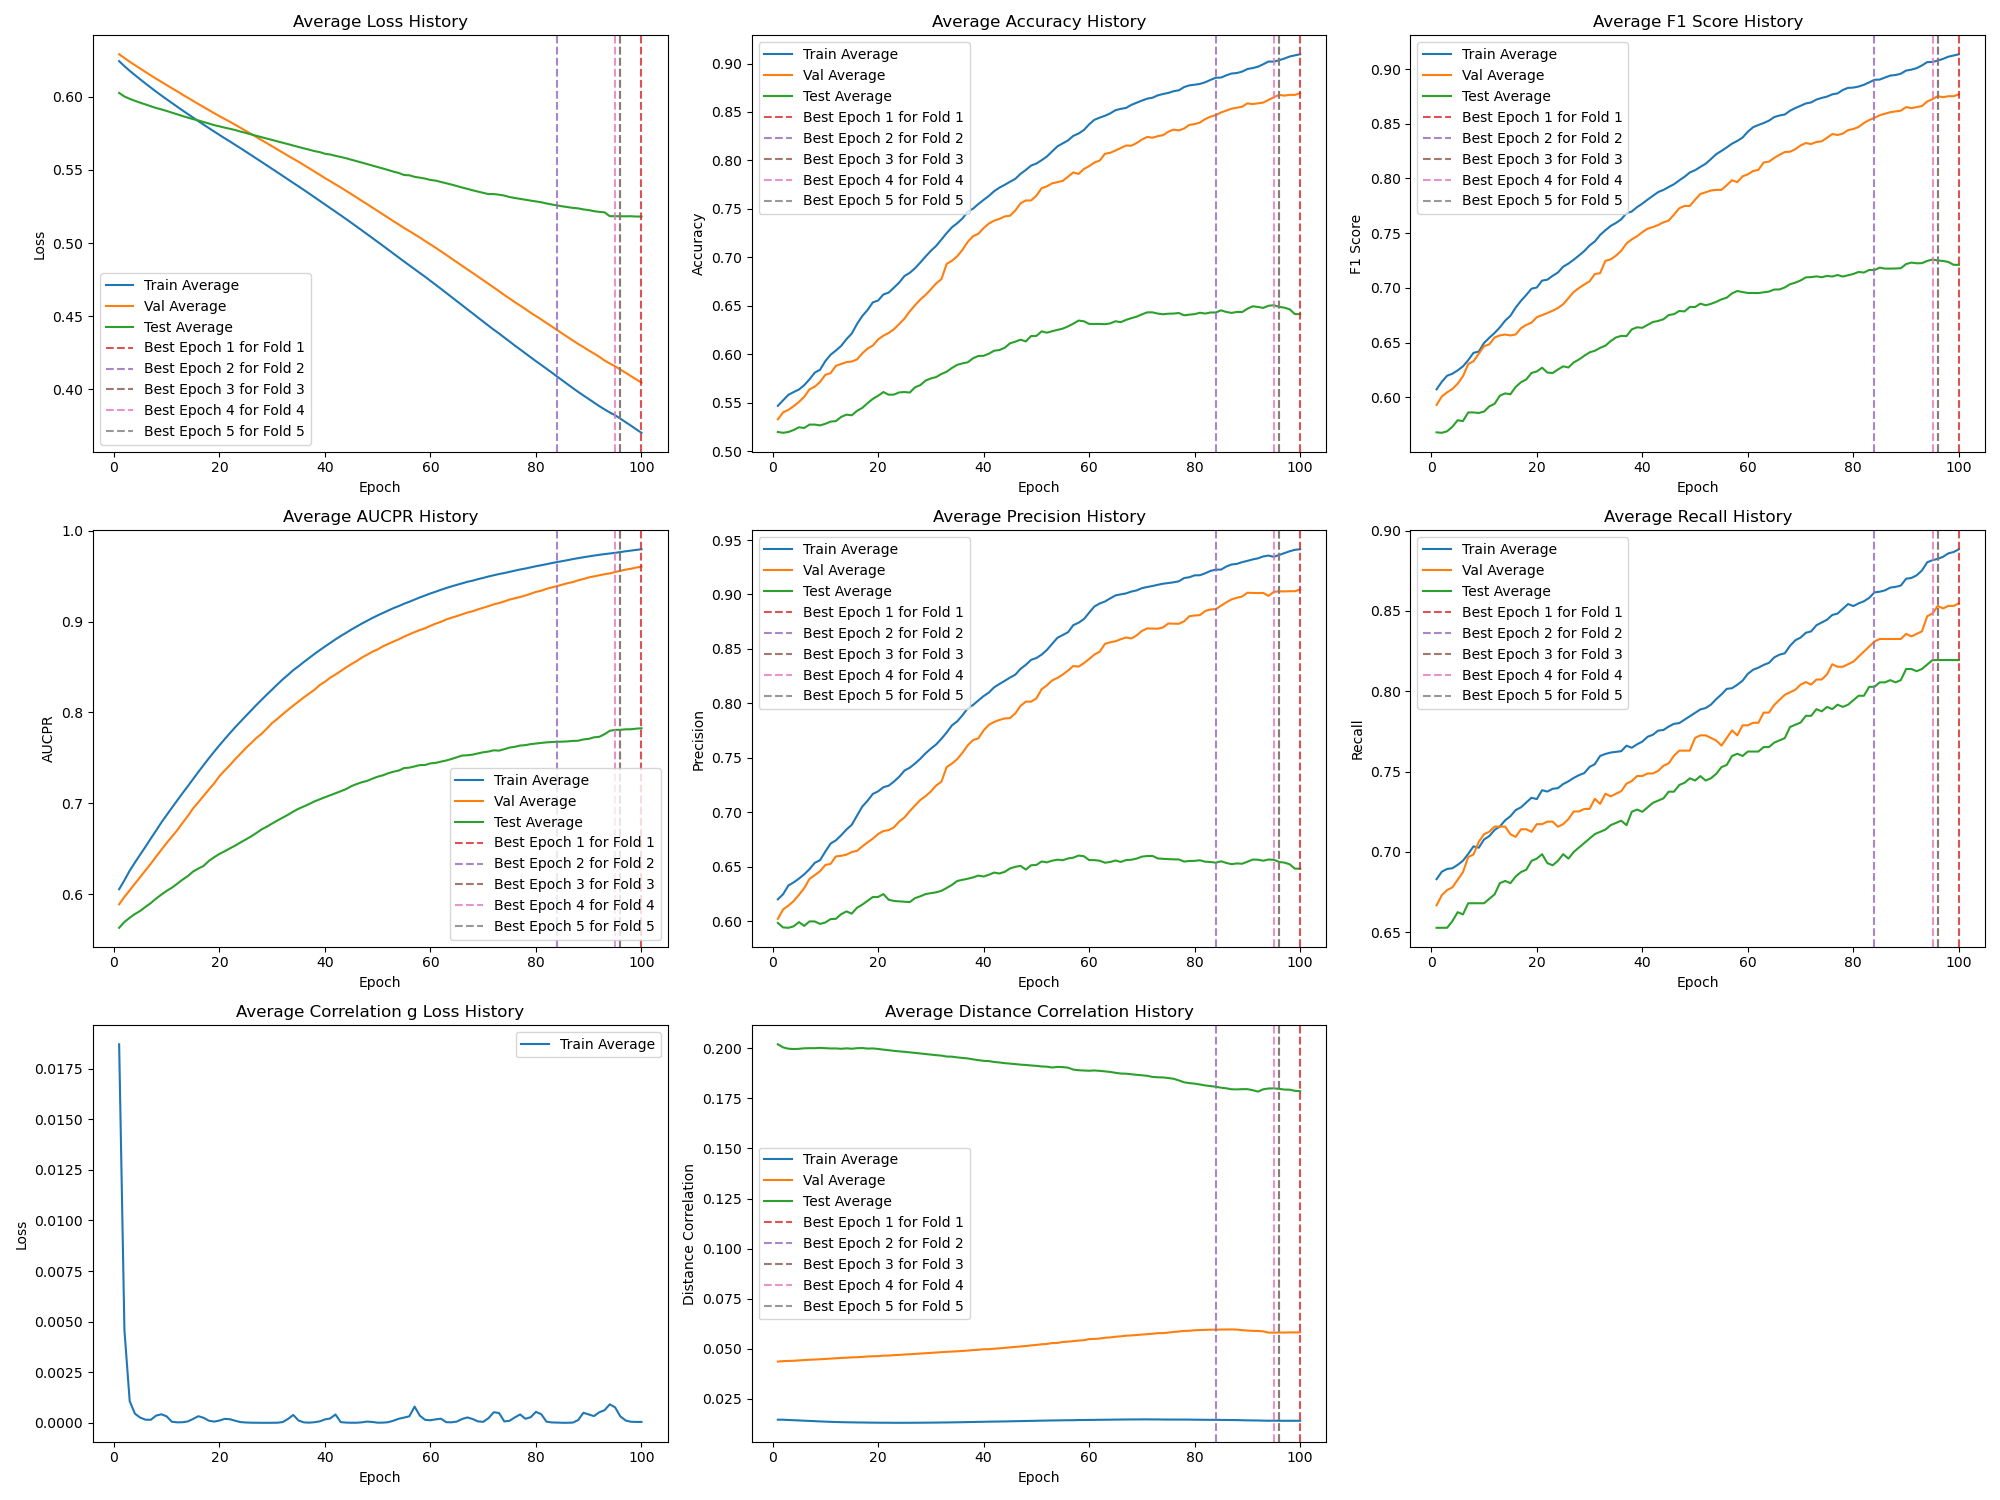 Average Loss History
Loss
0.60
0.55
0.50
0.45
0.40
Train Average
Val Average
Test Average
Best Epoch 1 for Fold 1
Best Epoch 2 for Fold 2
Best Epoch 3 for Fold 3
Best Epoch 4 for Fold 4
Best Epoch 5 for Fold 5
0 20 40 60 80 100
Epoch
Average Accuracy History
Accuracy
0.90
0.85
0.80
0.75
0.70
0.65
0.60
0.55
0.50
Train Average
Val Average
Test Average
Best Epoch 1 for Fold 1
Best Epoch 2 for Fold 2
Best Epoch 3 for Fold 3
Best Epoch 4 for Fold 4
Best Epoch 5 for Fold 5
0 20 40 60 80 100
Epoch
Average F1 Score History
F1 Score
0.90
0.85
0.80
0.75
0.70
0.65
0.60
Train Average
Val Average
Test Average
Best Epoch 1 for Fold 1
Best Epoch 2 for Fold 2
Best Epoch 3 for Fold 3
Best Epoch 4 for Fold 4
Best Epoch 5 for Fold 5
0 20 40 60 80 100
Epoch
Average AUCPR History
AUCPR
1.0
0.9
0.8
0.7
0.6
Train Average
Val Average
Test Average
Best Epoch 1 for Fold 1
Best Epoch 2 for Fold 2
Best Epoch 3 for Fold 3
Best Epoch 4 for Fold 4
Best Epoch 5 for Fold 5
0 20 40 60 80 100
Epoch
Average Precision History
Precision
0.95
0.90
0.85
0.80
0.75
0.70
0.65
0.60
Train Average
Val Average
Test Average
Best Epoch 1 for Fold 1
Best Epoch 2 for Fold 2
Best Epoch 3 for Fold 3
Best Epoch 4 for Fold 4
Best Epoch 5 for Fold 5
0 20 40 60 80 100
Epoch
Average Recall History
Recall
0.90
0.85
0.80
0.75
0.70
0.65
Train Average
Val Average
Test Average
Best Epoch 1 for Fold 1
Best Epoch 2 for Fold 2
Best Epoch 3 for Fold 3
Best Epoch 4 for Fold 4
Best Epoch 5 for Fold 5
0 20 40 60 80 100
Epoch
Average Correlation g Loss History
Loss
0.0175
0.0150
0.0125
0.0100
0.0075
0.0050
0.0025
0.0000
Train Average
0 20 40 60 80 100
Epoch
Average Distance Correlation History
Distance Correlation
0.200
0.175
0.150
0.125
0.100
0.075
0.050
0.025
Train Average
Val Average
Test Average
Best Epoch 1 for Fold 1
Best Epoch 2 for Fold 2
Best Epoch 3 for Fold 3
Best Epoch 4 for Fold 4
Best Epoch 5 for Fold 5
0 20 40 60 80 100
Epoch